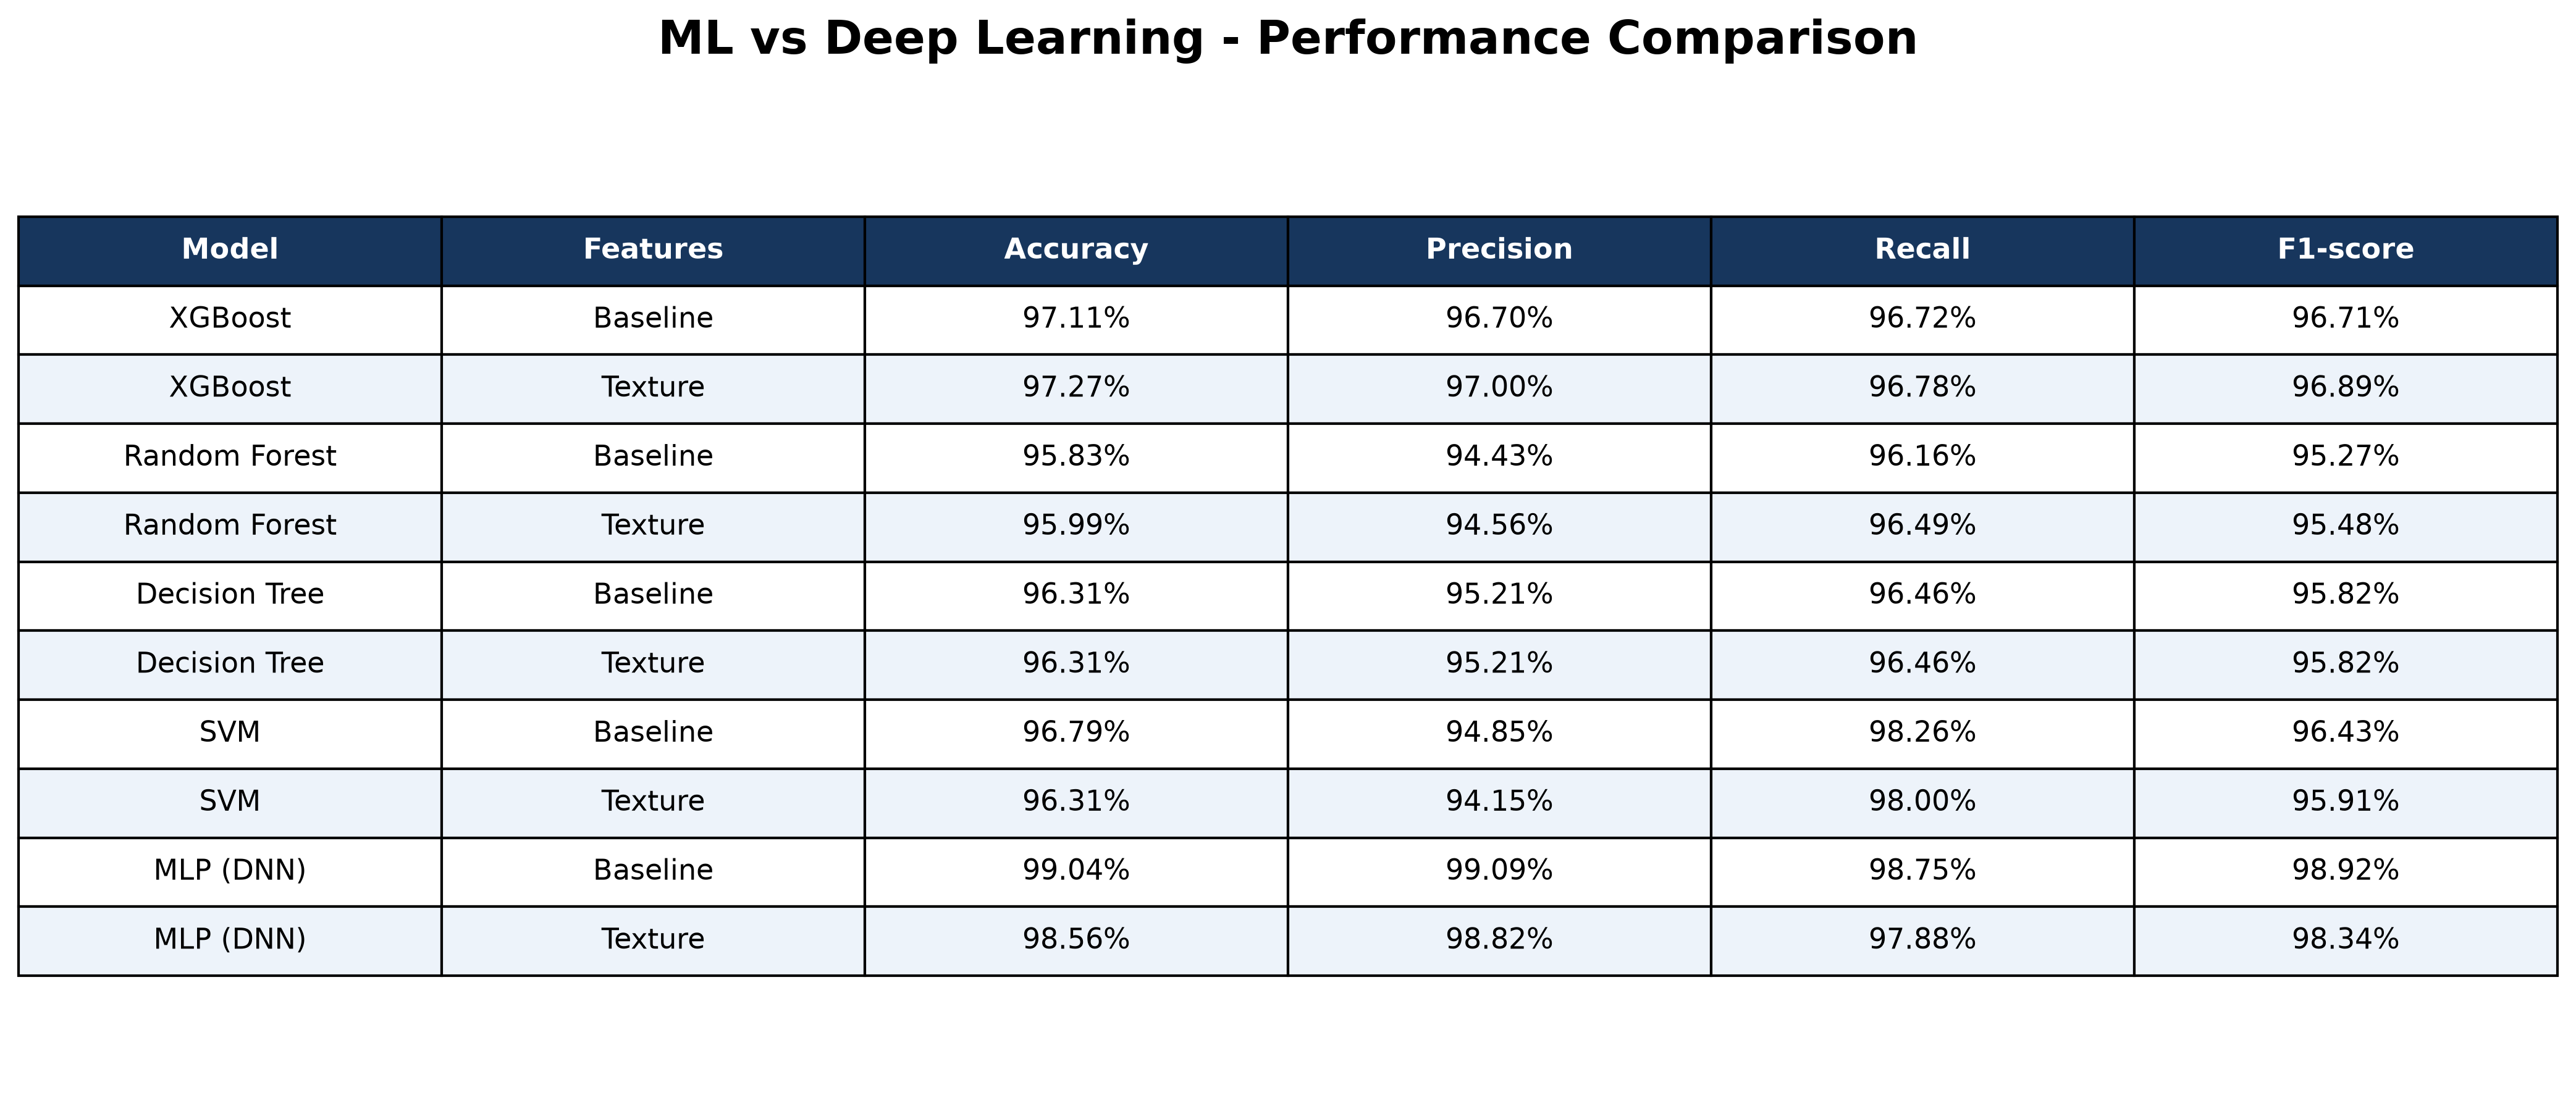 ML vs Deep Learning - Performance Comparison
Model Features Accuracy Precision Recall F1-score
XGBoost Baseline 97.11% 96.70% 96.72% 96.71%
XGBoost Texture 97.27% 97.00% 96.78% 96.89%
Random Forest Baseline 95.83% 94.43% 96.16% 95.27%
Random Forest Texture 95.99% 94.56% 96.49% 95.48%
Decision Tree Baseline 96.31% 95.21% 96.46% 95.82%
Decision Tree Texture 96.31% 95.21% 96.46% 95.82%
SVM Baseline 96.79% 94.85% 98.26% 96.43%
SVM Texture 96.31% 94.15% 98.00% 95.91%
MLP (DNN) Baseline 99.04% 99.09% 98.75% 98.92%
MLP (DNN) Texture 98.56% 98.82% 97.88% 98.34%